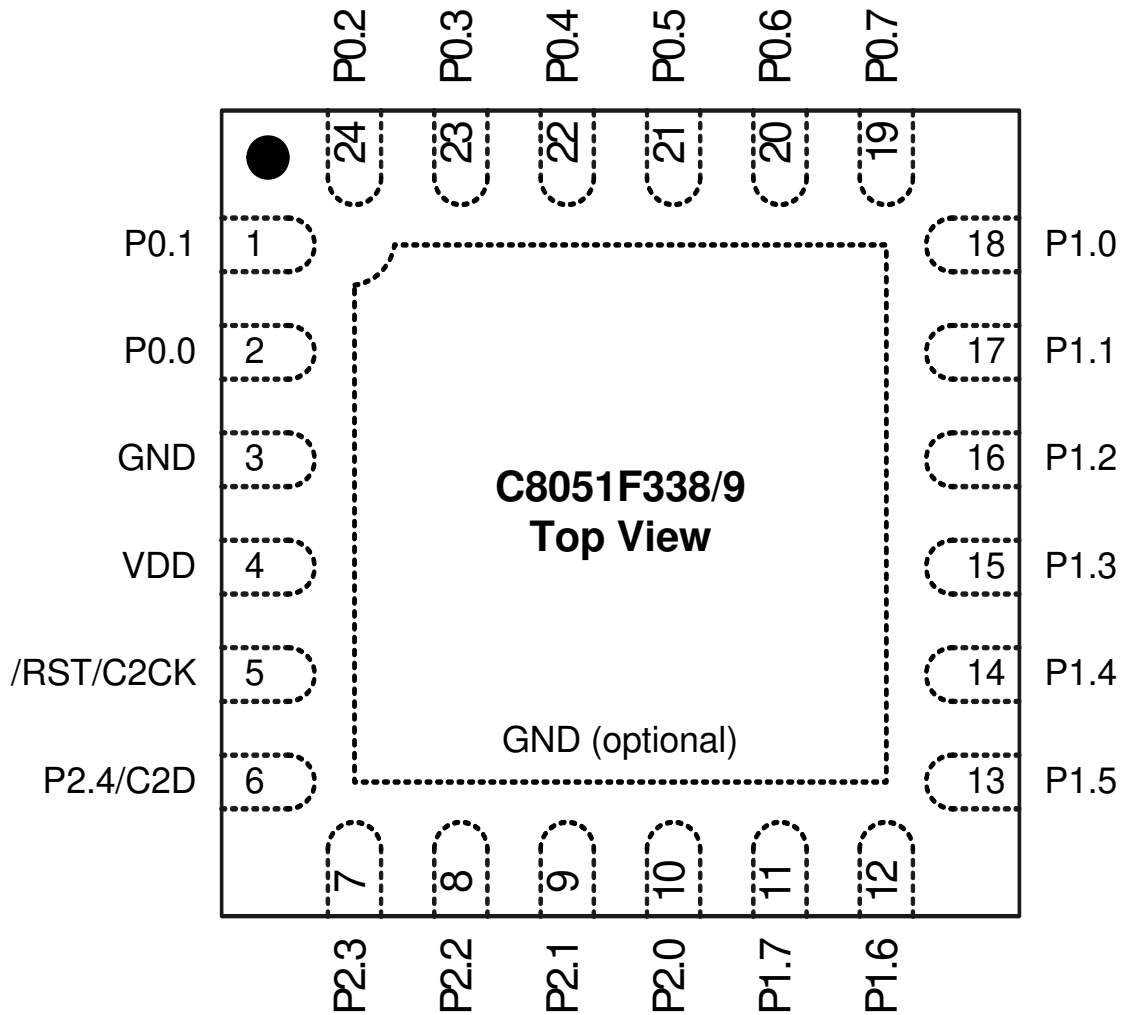 P0.2
P0.3
P0.4
P0.5
P0.6
P0.7
24
23
22
21
20
19
P0.1 1
18 P1.0
P0.0 2
17 P1.1
GND 3
16 P1.2
C8051F338/9
Top View
VDD 4
15 P1.3
/RST/C2CK 5
14 P1.4
GND (optional)
P2.4/C2D 6
13 P1.5
7
8
9
10
11
12
P2.3
P2.2
P2.1
P2.0
P1.7
P1.6